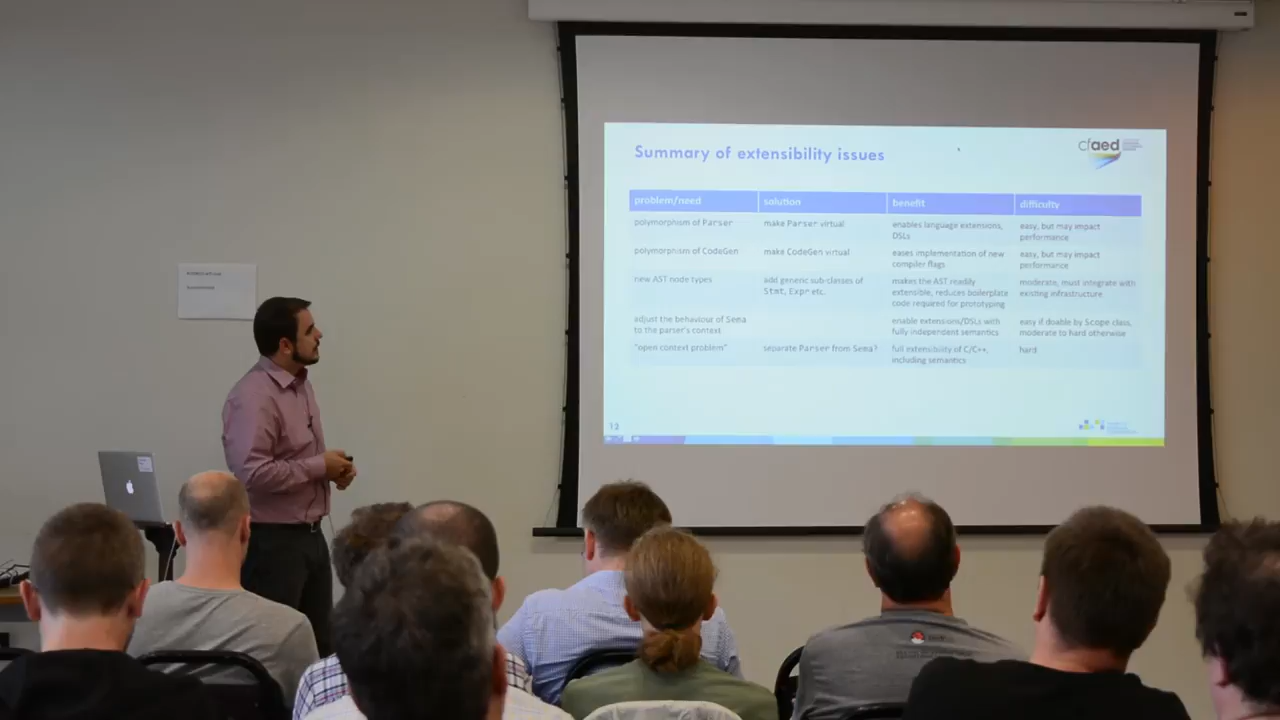 Summary of extensibility issues
cfaed
problem/need solution benefit difficulty
polymorphism of Parser make Parser virtual enables language extensions, easy, but may impact
DSLs performance
polymorphism of CodeGen make CodeGen virtual eases implementation of new easy, but may impact
compiler flags performance
new AST node types add generic sub-classes of makes the AST readily moderate, must integrate with
Stmt, Expr etc. extensible, reduces boilerplate existing infrastructure
code required for prototyping
adjust the behaviour of Sema enable extensions/DSLs with easy if doable by Scope class,
to the parser's context fully independent semantics moderate to hard otherwise
"open context problem" separate Parser from Sema? full extensibility of C/C++, hard
including semantics
12